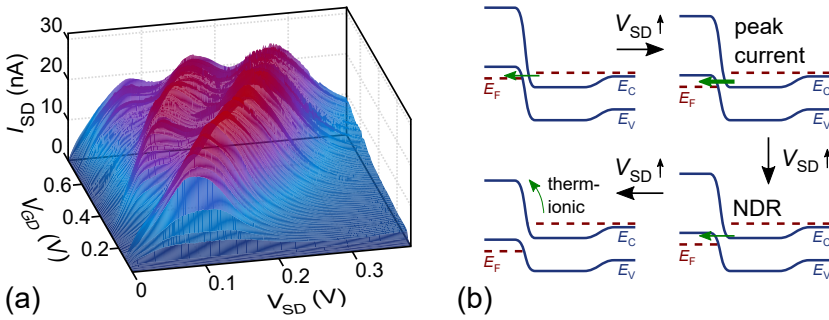 30
20
10
0
I_SD (nA)
0.6
0.4
0.2
V_GD (V)
0
0.1
0.2
0.3
V_SD (V)
(a)
V_SD ↑
peak
current
E_F
E_C
E_V
E_F
E_C
E_V
V_SD ↑
V_SD ↑
therm-
ionic
NDR
E_F
E_C
E_V
E_F
E_C
E_V
(b)